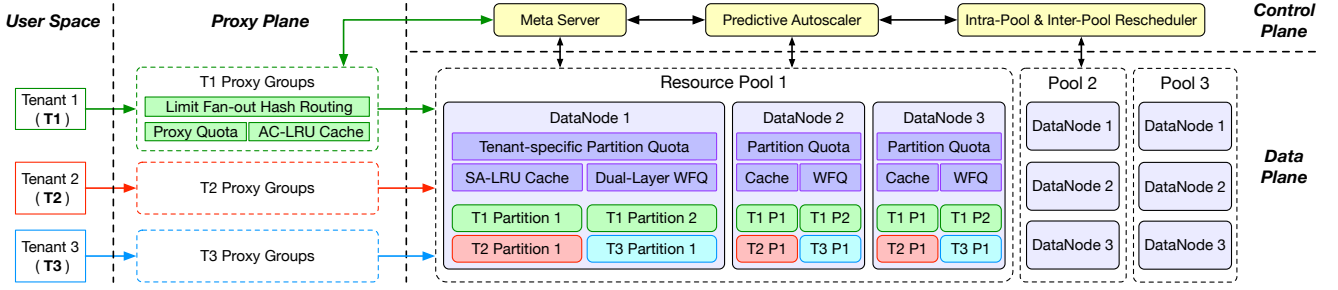 User Space
Proxy Plane
Meta Server
Predictive Autoscaler
Intra-Pool & Inter-Pool Rescheduler
Control
Plane
Tenant 1
( T1 )
T1 Proxy Groups
Limit Fan-out Hash Routing
Proxy Quota
AC-LRU Cache
Tenant 2
( T2 )
T2 Proxy Groups
Tenant 3
( T3 )
T3 Proxy Groups
Resource Pool 1
DataNode 1
Tenant-specific Partition Quota
SA-LRU Cache
Dual-Layer WFQ
T1 Partition 1
T1 Partition 2
T2 Partition 1
T3 Partition 1
DataNode 2
Partition Quota
Cache
WFQ
T1 P1
T1 P2
T2 P1
T3 P1
DataNode 3
Partition Quota
Cache
WFQ
T1 P1
T1 P2
T2 P1
T3 P1
Pool 2
DataNode 1
DataNode 2
DataNode 3
Pool 3
DataNode 1
DataNode 2
DataNode 3
Data
Plane